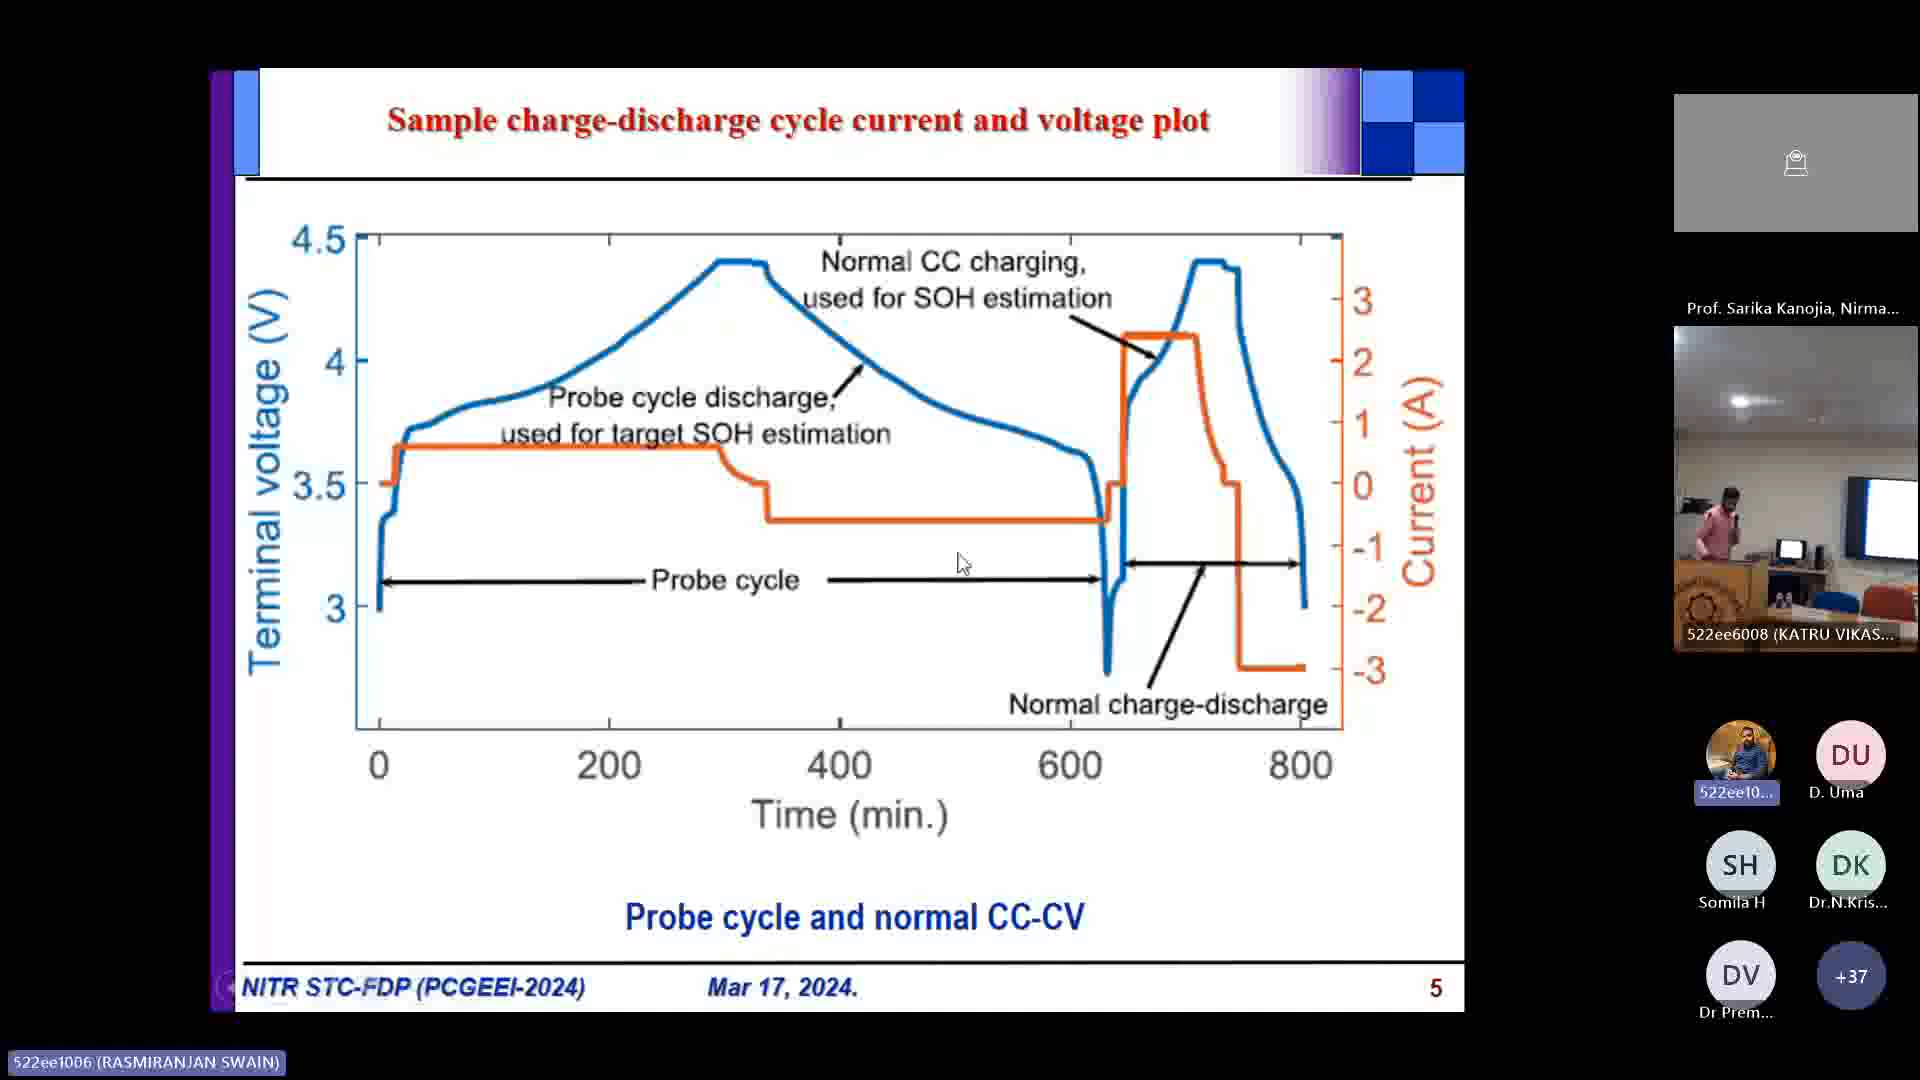 Sample charge-discharge cycle current and voltage plot
4.5
4
3.5
3
Terminal voltage (V)
Normal CC charging,
used for SOH estimation
Probe cycle discharge,
used for target SOH estimation
Probe cycle
Normal charge-discharge
3
2
1
0
-1
-2
-3
Current (A)
0 200 400 600 800
Time (min.)
Probe cycle and normal CC-CV
NITR STC-FDP (PCGEEI-2024) Mar 17, 2024. 5
Prof. Sarika Kanojia, Nirma...
522ee6008 (KATRU VIKAS...
522ee10...
DU
D. Uma
SH
Somila H
DK
Dr.N.Kris...
DV
Dr Prem...
+37
522ee1006 (RASMIRANJAN SWAIN)